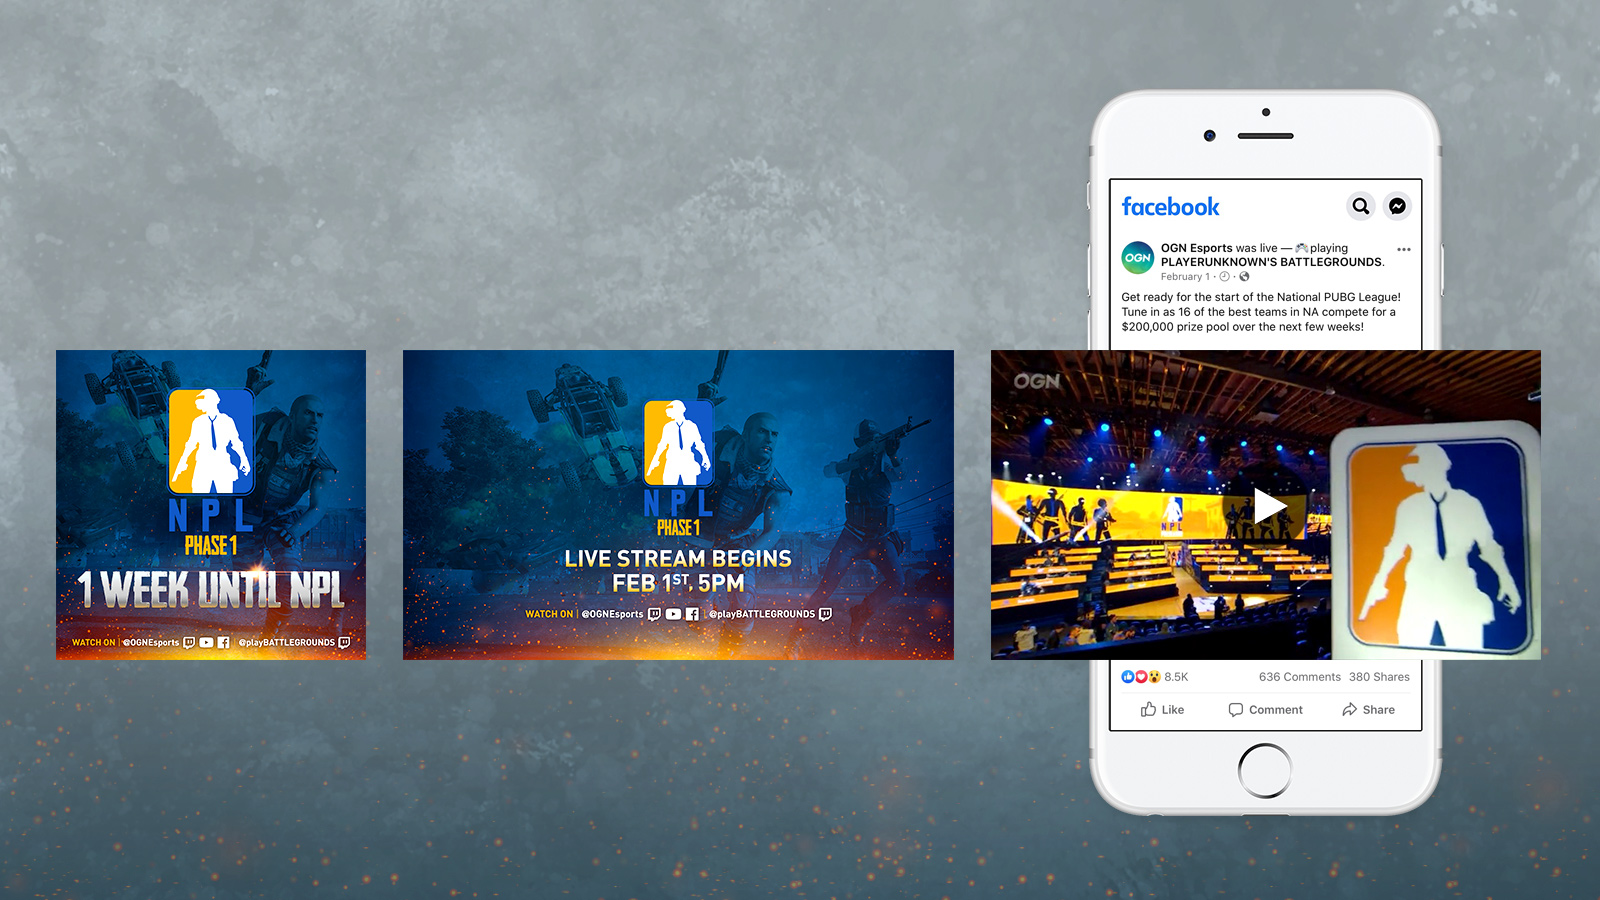 NPL
PHASE 1
1 WEEK UNTIL NPL
WATCH ON | @OGNEsports @playBATTLEGROUNDS
NPL
PHASE 1
LIVE STREAM BEGINS
FEB 1ST, 5PM
WATCH ON | @OGNEsports | @playBATTLEGROUNDS
facebook
OGN
OGN Esports was live — 🎮playing
PLAYERUNKNOWN'S BATTLEGROUNDS.
February 1 ·
Get ready for the start of the National PUBG League!
Tune in as 16 of the best teams in NA compete for a
$200,000 prize pool over the next few weeks!
OGN
NPL
8.5K 636 Comments 380 Shares
Like Comment Share